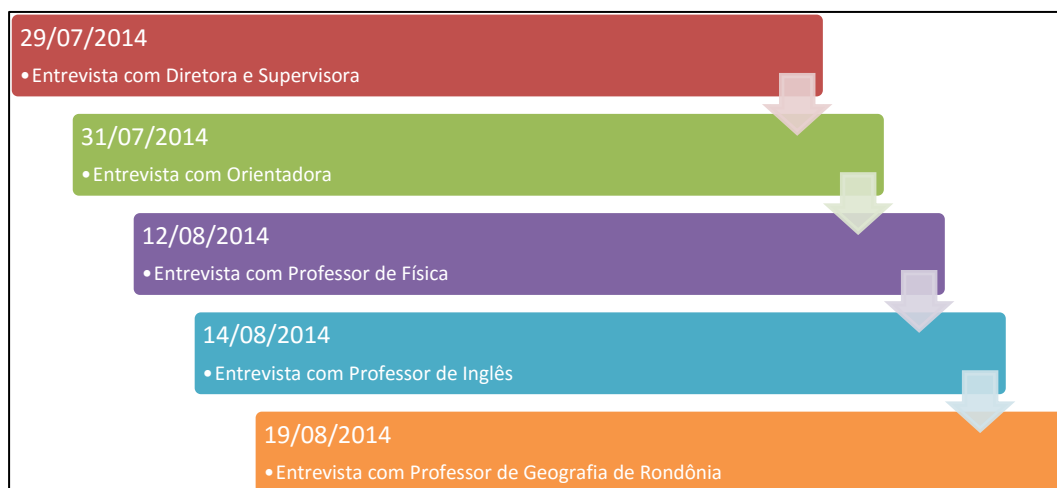 29/07/2014
•Entrevista com Diretora e Supervisora
31/07/2014
•Entrevista com Orientadora
12/08/2014
•Entrevista com Professor de Física
14/08/2014
•Entrevista com Professor de Inglês
19/08/2014
•Entrevista com Professor de Geografia de Rondônia